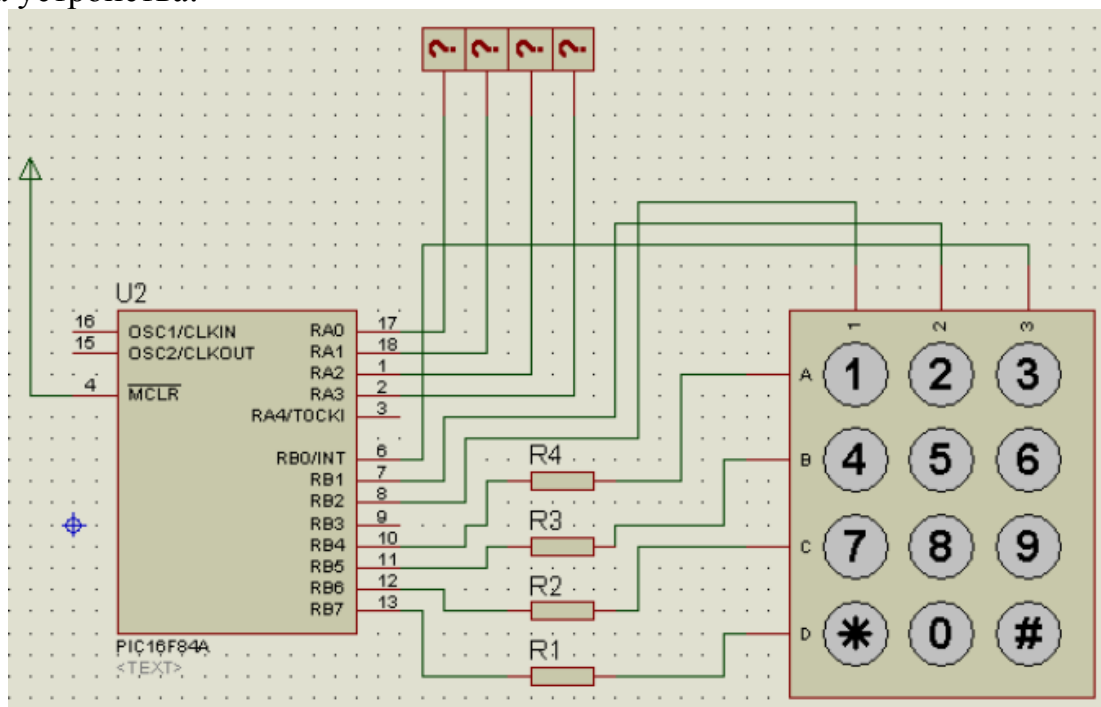 устройства.
? ? ? ?
U2
16 OSC1/CLKIN
15 OSC2/CLKOUT
4 MCLR
RA0 17
RA1 18
RA2 1
RA3 2
RA4/T0CKI 3
RB0/INT 6
RB1 7
RB2 8
RB3 9
RB4 10
RB5 11
RB6 12
RB7 13
PIC16F84A
<TEXT>
R4
R3
R2
R1
1 2 3
A 1 2 3
B 4 5 6
C 7 8 9
D * 0 #